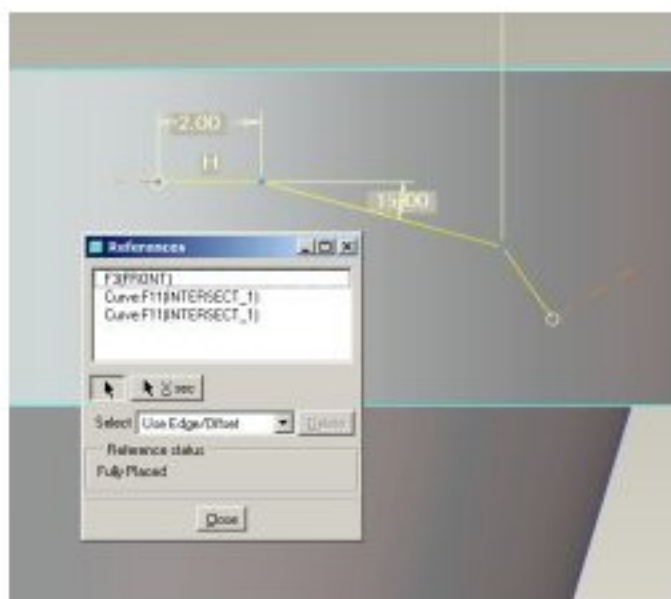 2.00
H
15.00
References
F3(FRONT)
Curve:F11(INTERSECT_1)
Curve:F11(INTERSECT_1)
X sec
Select Use Edge/Offset Delete
Reference status
Fully Placed
Close